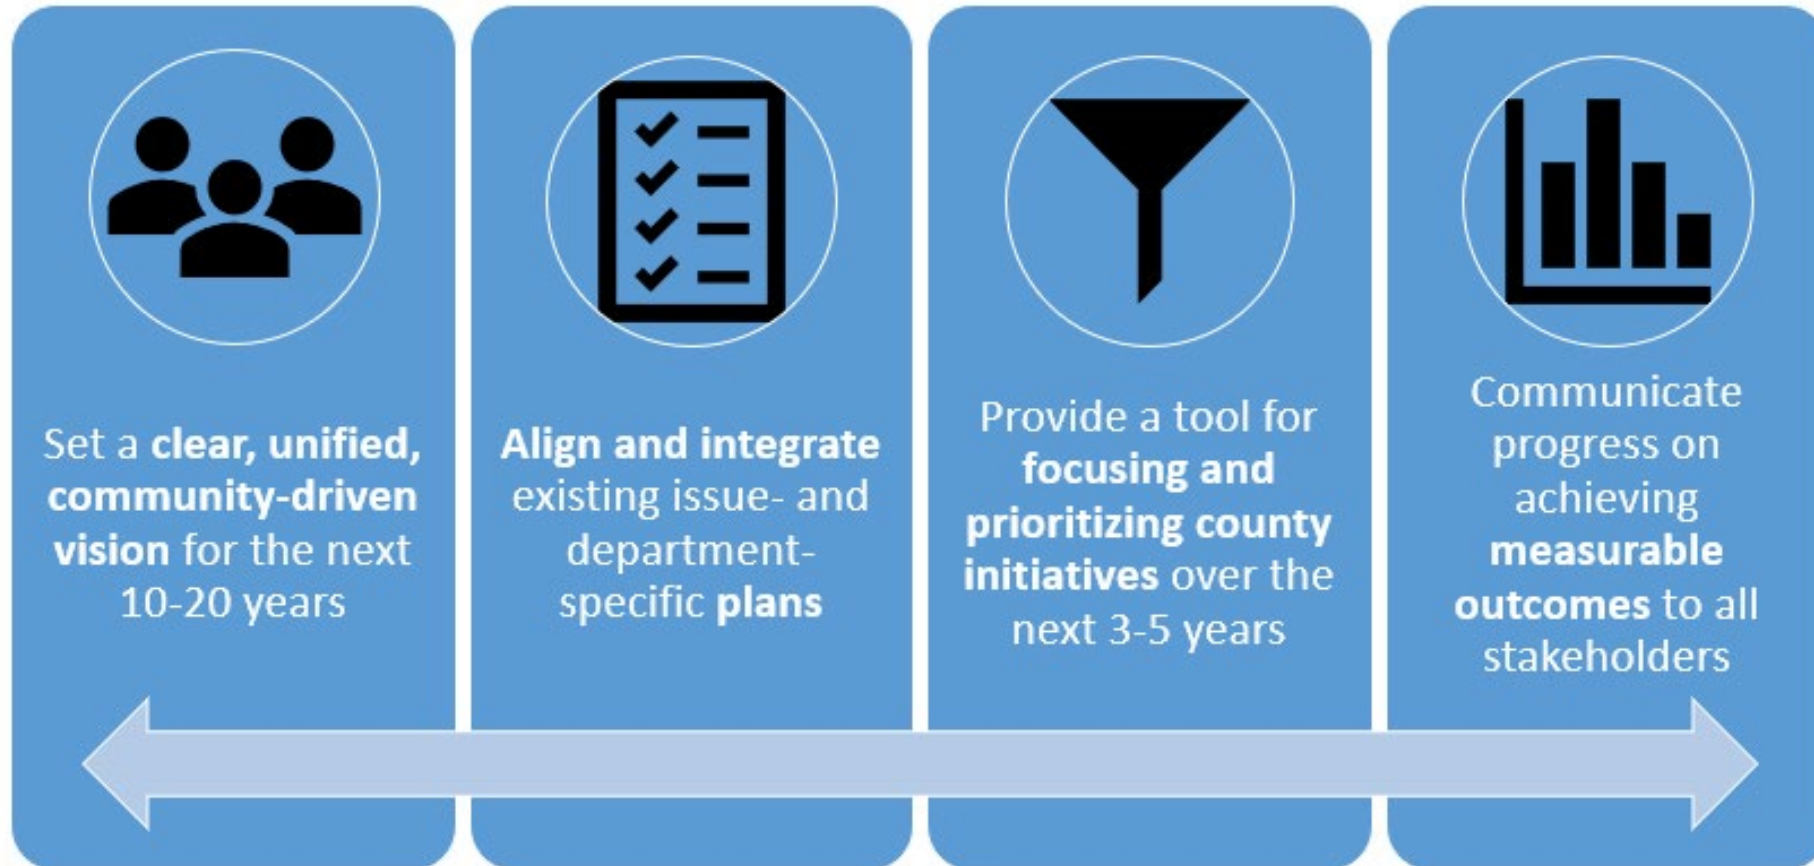 Set a clear, unified,
community-driven
vision for the next
10-20 years
Align and integrate
existing issue- and
department-
specific plans
Provide a tool for
focusing and
prioritizing county
initiatives over the
next 3-5 years
Communicate
progress on
achieving
measurable
outcomes to all
stakeholders